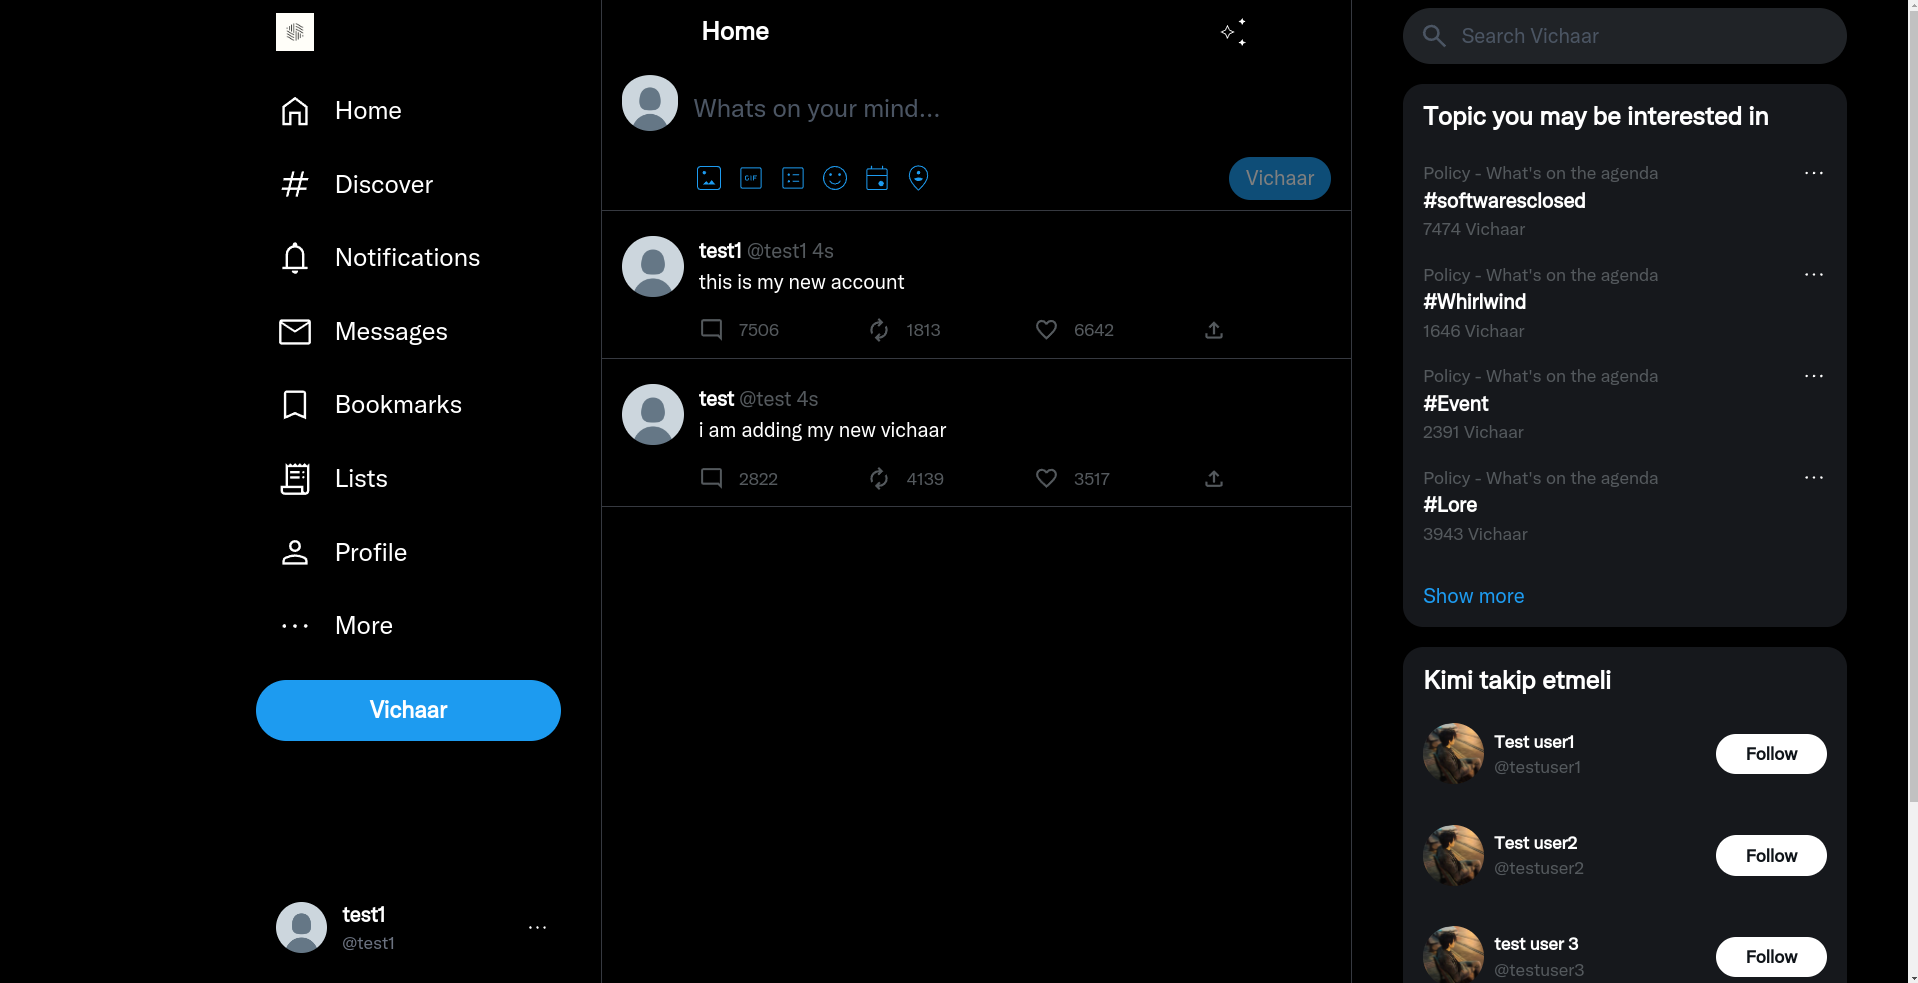 Home
Discover
Notifications
Messages
Bookmarks
Lists
Profile
More
Vichaar
test1
@test1
Home
Whats on your mind...
GIF
Vichaar
test1 @test1 4s
this is my new account
7506 1813 6642
test @test 4s
i am adding my new vichaar
2822 4139 3517
Search Vichaar
Topic you may be interested in
Policy - What's on the agenda
#softwaresclosed
7474 Vichaar
Policy - What's on the agenda
#Whirlwind
1646 Vichaar
Policy - What's on the agenda
#Event
2391 Vichaar
Policy - What's on the agenda
#Lore
3943 Vichaar
Show more
Kimi takip etmeli
Test user1
@testuser1
Follow
Test user2
@testuser2
Follow
test user 3
@testuser3
Follow